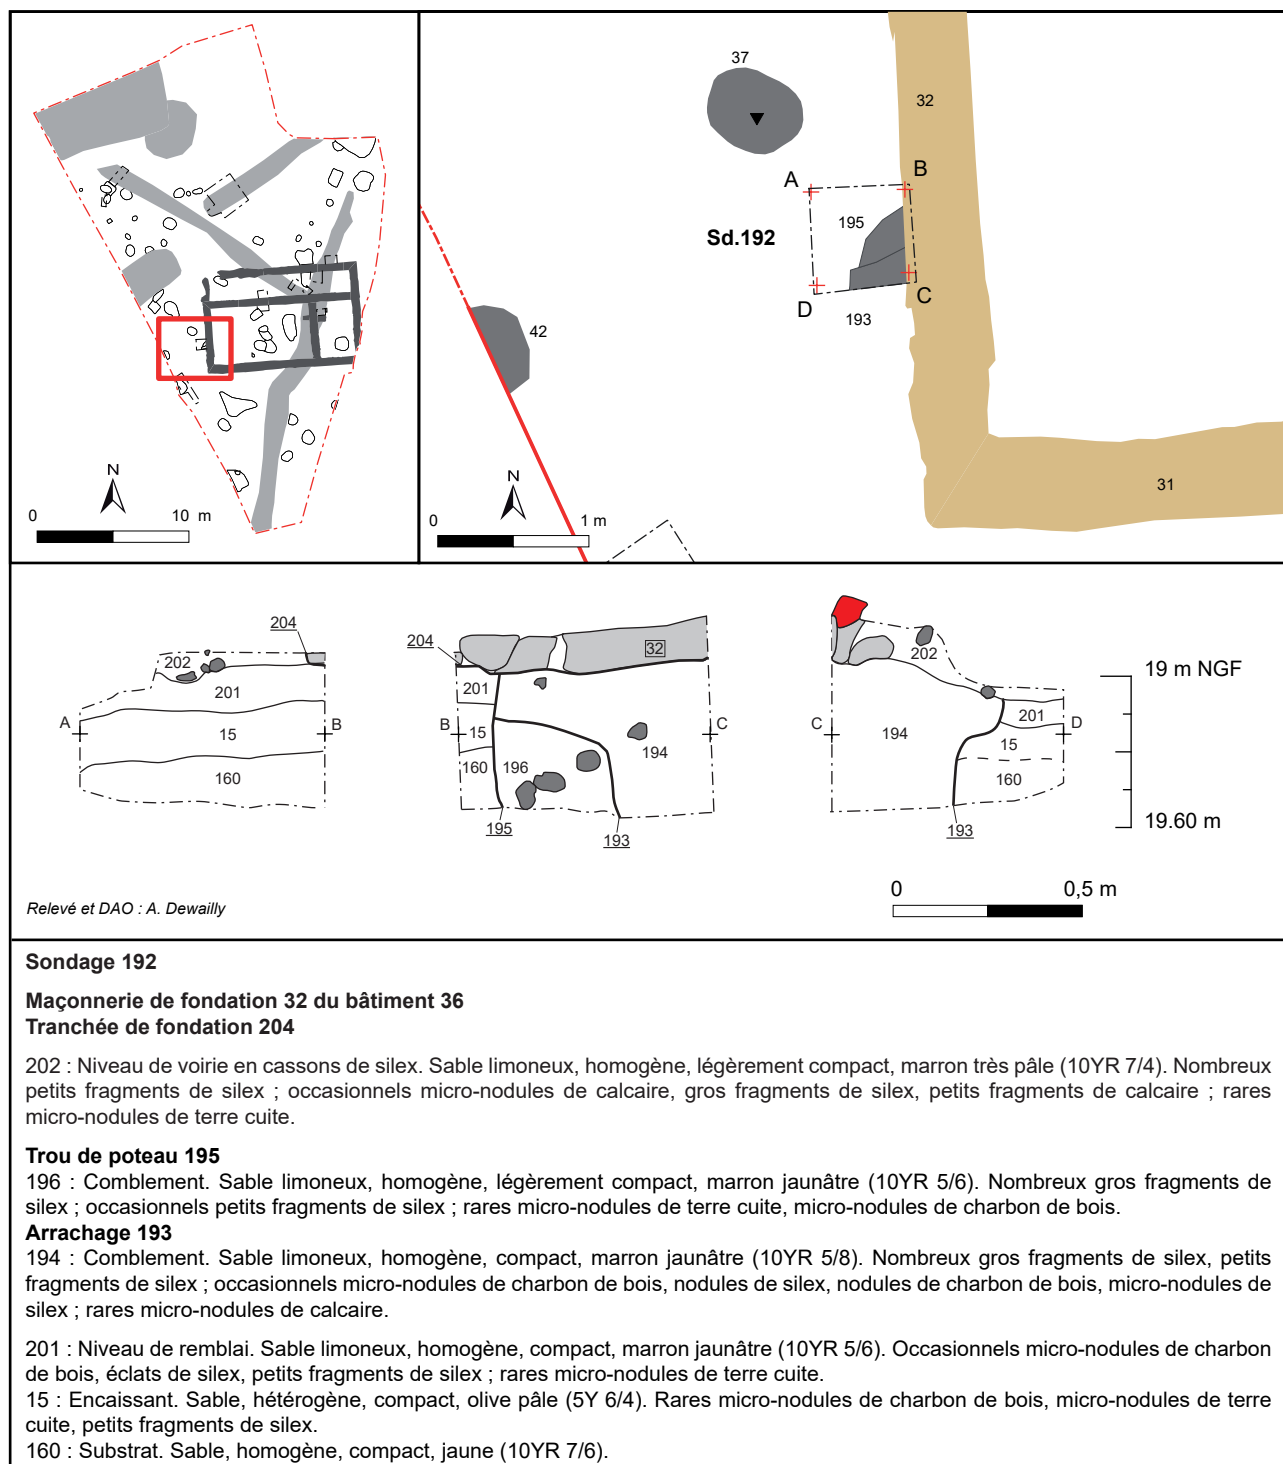 N
0 10 m
37
32
A
B
195
Sd.192
D
C
193
42
N
0 1 m
31
204
202
201
A
15
B
160
204
32
201
B
15
C
194
160
196
195
193
202
19 m NGF
C
194
201
D
15
160
193
19.60 m
0 0,5 m
Relevé et DAO : A. Dewailly
Sondage 192
Maçonnerie de fondation 32 du bâtiment 36
Tranchée de fondation 204
202 : Niveau de voirie en cassons de silex. Sable limoneux, homogène, légèrement compact, marron très pâle (10YR 7/4). Nombreux
petits fragments de silex ; occasionnels micro-nodules de calcaire, gros fragments de silex, petits fragments de calcaire ; rares
micro-nodules de terre cuite.
Trou de poteau 195
196 : Comblement. Sable limoneux, homogène, légèrement compact, marron jaunâtre (10YR 5/6). Nombreux gros fragments de
silex ; occasionnels petits fragments de silex ; rares micro-nodules de terre cuite, micro-nodules de charbon de bois.
Arrachage 193
194 : Comblement. Sable limoneux, homogène, compact, marron jaunâtre (10YR 5/8). Nombreux gros fragments de silex, petits
fragments de silex ; occasionnels micro-nodules de charbon de bois, nodules de silex, nodules de charbon de bois, micro-nodules de
silex ; rares micro-nodules de calcaire.
201 : Niveau de remblai. Sable limoneux, homogène, compact, marron jaunâtre (10YR 5/6). Occasionnels micro-nodules de charbon
de bois, éclats de silex, petits fragments de silex ; rares micro-nodules de terre cuite.
15 : Encaissant. Sable, hétérogène, compact, olive pâle (5Y 6/4). Rares micro-nodules de charbon de bois, micro-nodules de terre
cuite, petits fragments de silex.
160 : Substrat. Sable, homogène, compact, jaune (10YR 7/6).